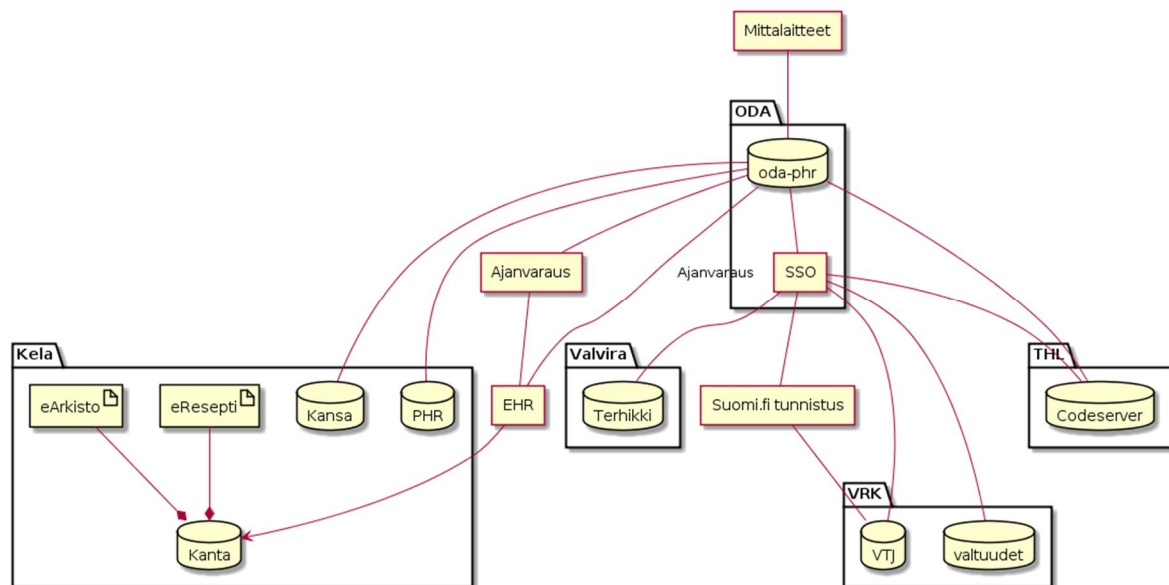 Mittalaitteet
ODA
oda-phr
Ajanvaraus
Ajanvaraus
SSO
Kela
Valvira
THL
eArkisto
eResepti
Kansa
PHR
EHR
Terhikki
Suomi.fi tunnistus
Codeserver
VRK
Kanta
VTJ
valtuudet